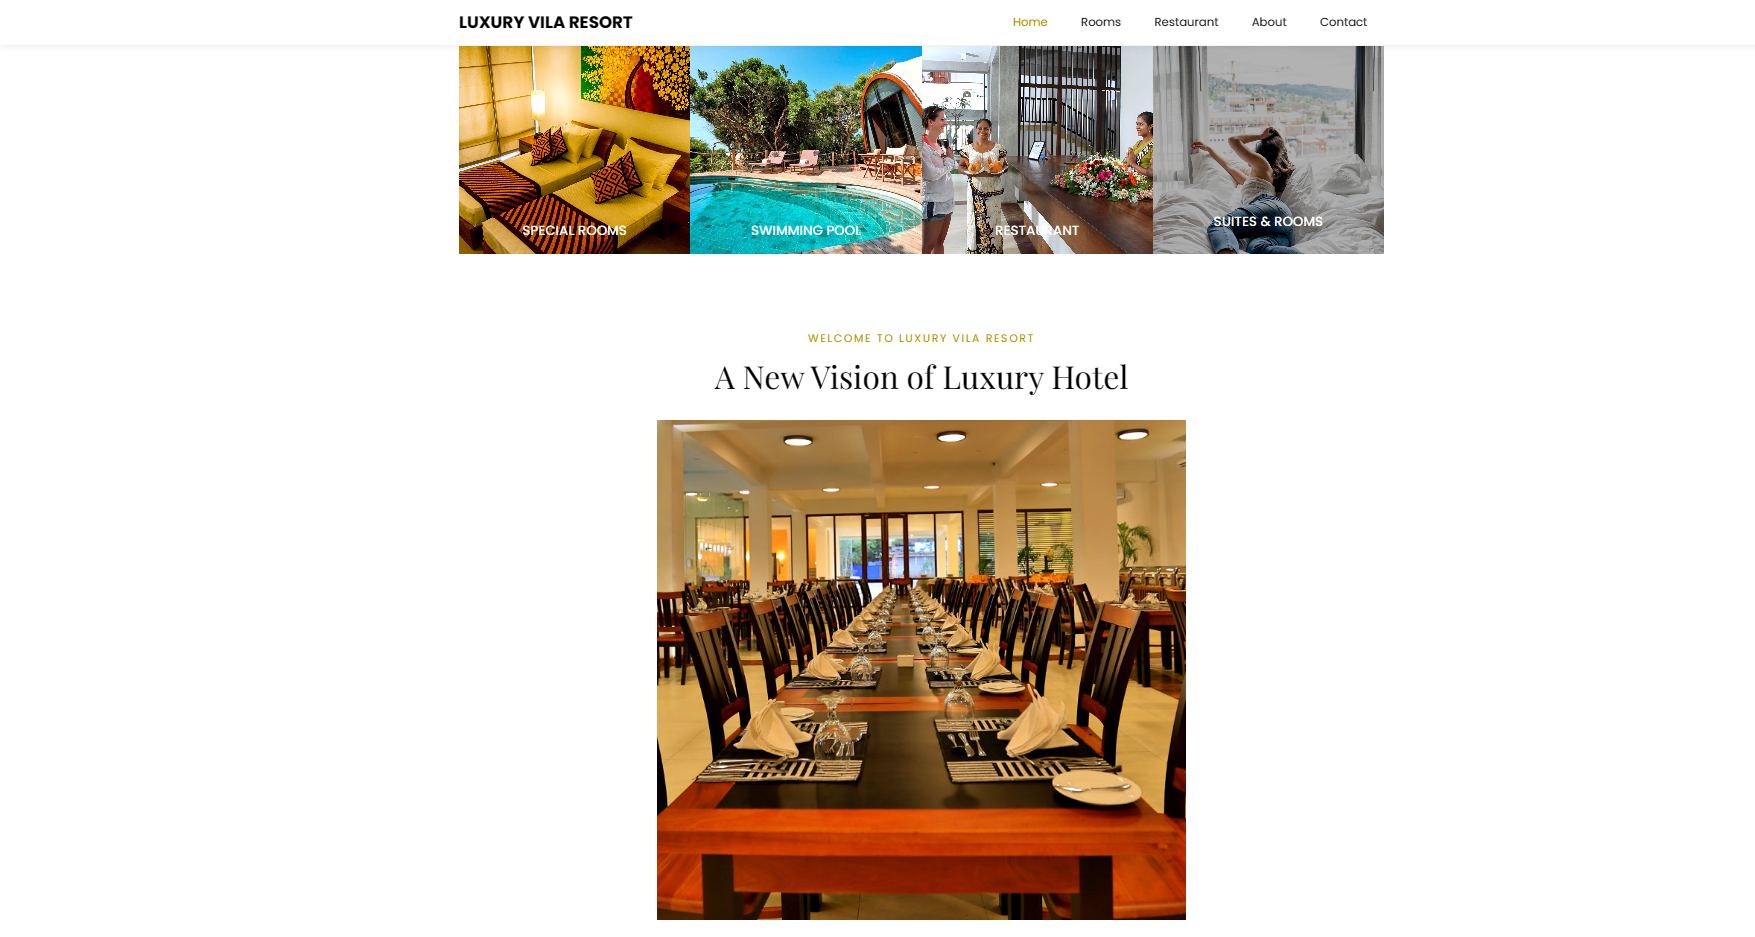 LUXURY VILA RESORT
Home Rooms Restaurant About Contact
SPECIAL ROOMS
SWIMMING POOL
RESTAURANT
SUITES & ROOMS
WELCOME TO LUXURY VILA RESORT
A New Vision of Luxury Hotel